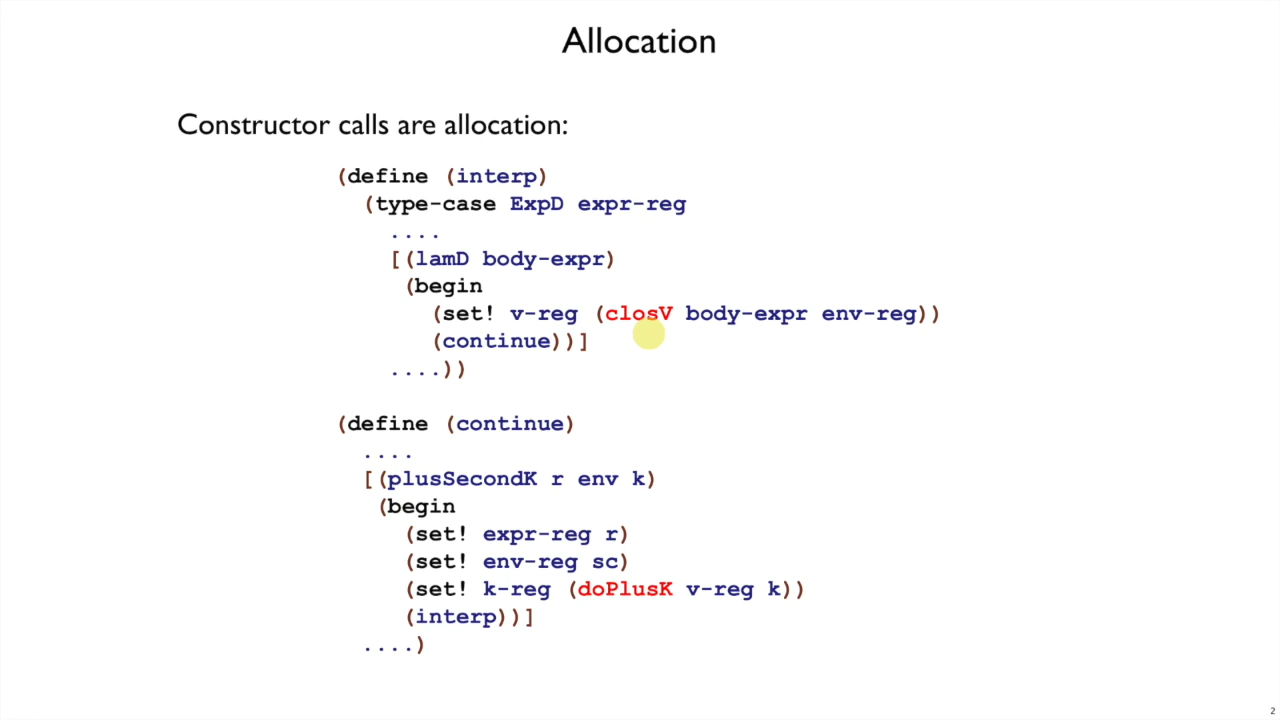 Allocation
Constructor calls are allocation:
(define (interp)
(type-case ExpD expr-reg
....
[(lamD body-expr)
(begin
(set! v-reg (closV body-expr env-reg))
(continue))]
....))
(define (continue)
....
[(plusSecondK r env k)
(begin
(set! expr-reg r)
(set! env-reg sc)
(set! k-reg (doPlusK v-reg k))
(interp))]
....)
2